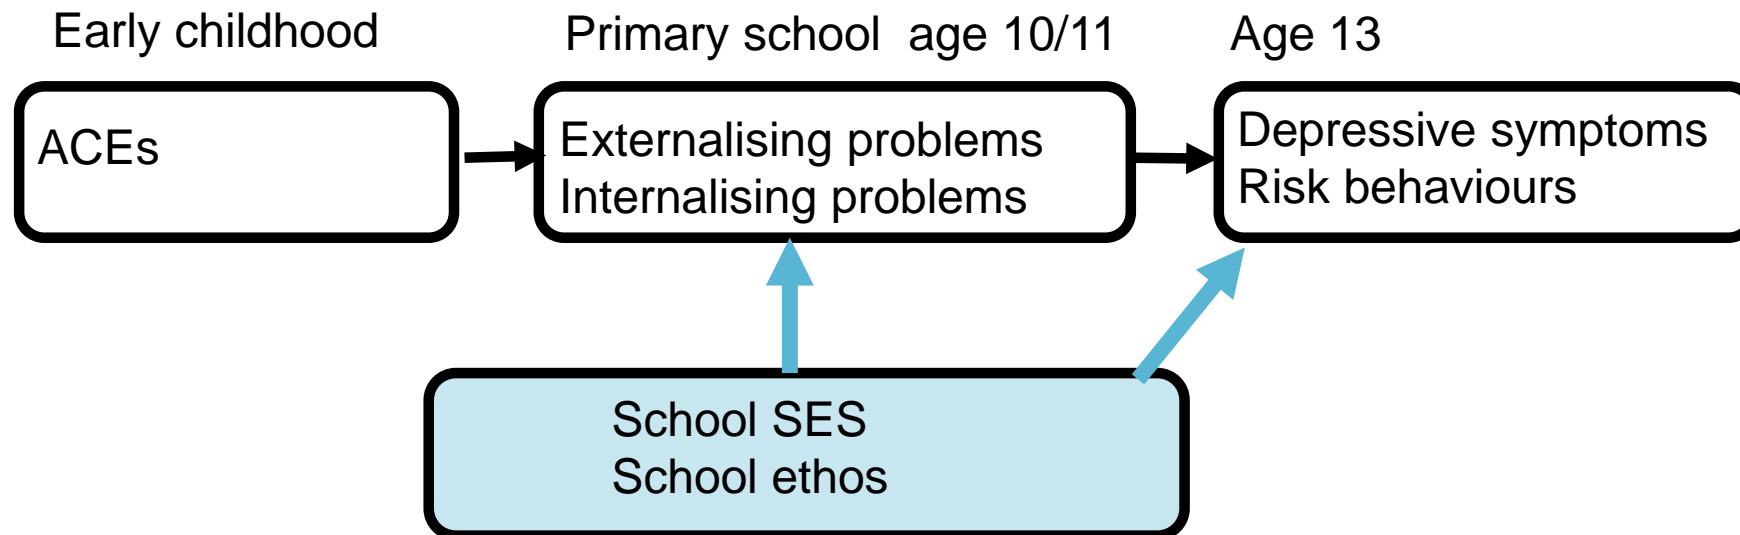 Early childhood
Primary school age 10/11
Age 13
ACEs
Externalising problems
Internalising problems
Depressive symptoms
Risk behaviours
School SES
School ethos